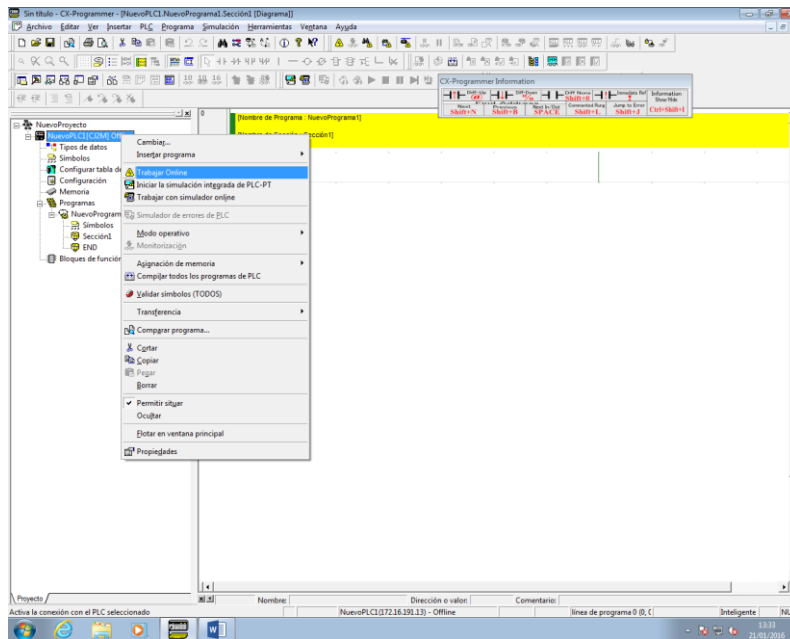 Sin título - CX-Programmer - [NuevoPLC1.NuevoPrograma1.Sección1 [Diagrama]]
Archivo Editar Ver Insertar PLC Programa Simulación Herramientas Ventana Ayuda
CX-Programmer Information
Information
Show/Hide
Next Previous Next In/Out Commented Rung Jump to Error
Shift+N Shift+B SPACE Shift+L Shift+J Ctrl+Shift+I
0
[Nombre de Programa : NuevoPrograma1]
NuevoProyecto
NuevoPLC1[CJ2M]
Tipos de datos
Símbolos
Configurar tabla de
Configuración
Memoria
Programas
NuevoProgram
Símbolos
Sección1
END
Bloques de función
Cambiar...
Insertar programa
Trabajar Online
Iniciar la simulación integrada de PLC-PT
Trabajar con simulador online
Simulador de errores de PLC
Modo operativo
Monitorización
Asignación de memoria
Compilar todos los programas de PLC
Validar símbolos (TODOS)
Transferencia
Comparar programa...
Cortar
Copiar
Pegar
Borrar
Permitir situar
Ocultar
Flotar en ventana principal
Propiedades
Proyecto
Nombre: Dirección o valor: Comentario:
Activa la conexión con el PLC seleccionado
NuevoPLC1(172.16.191.13) - Offline
línea de programa 0 (0, (
Inteligente
13:33
21/01/2016